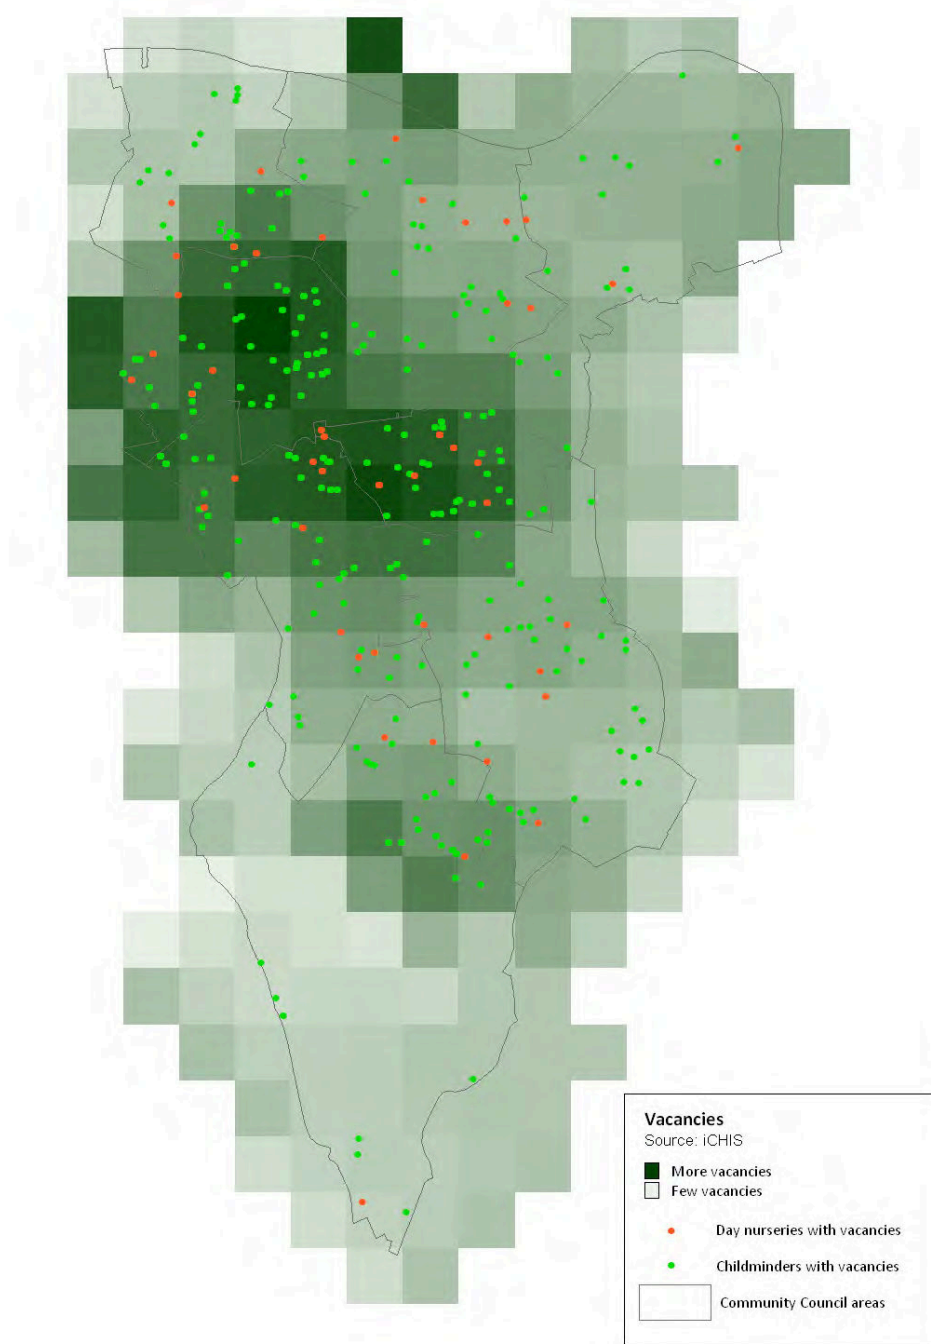 Vacancies
Source: iCHIS
More vacancies
Few vacancies
Day nurseries with vacancies
Childminders with vacancies
Community Council areas